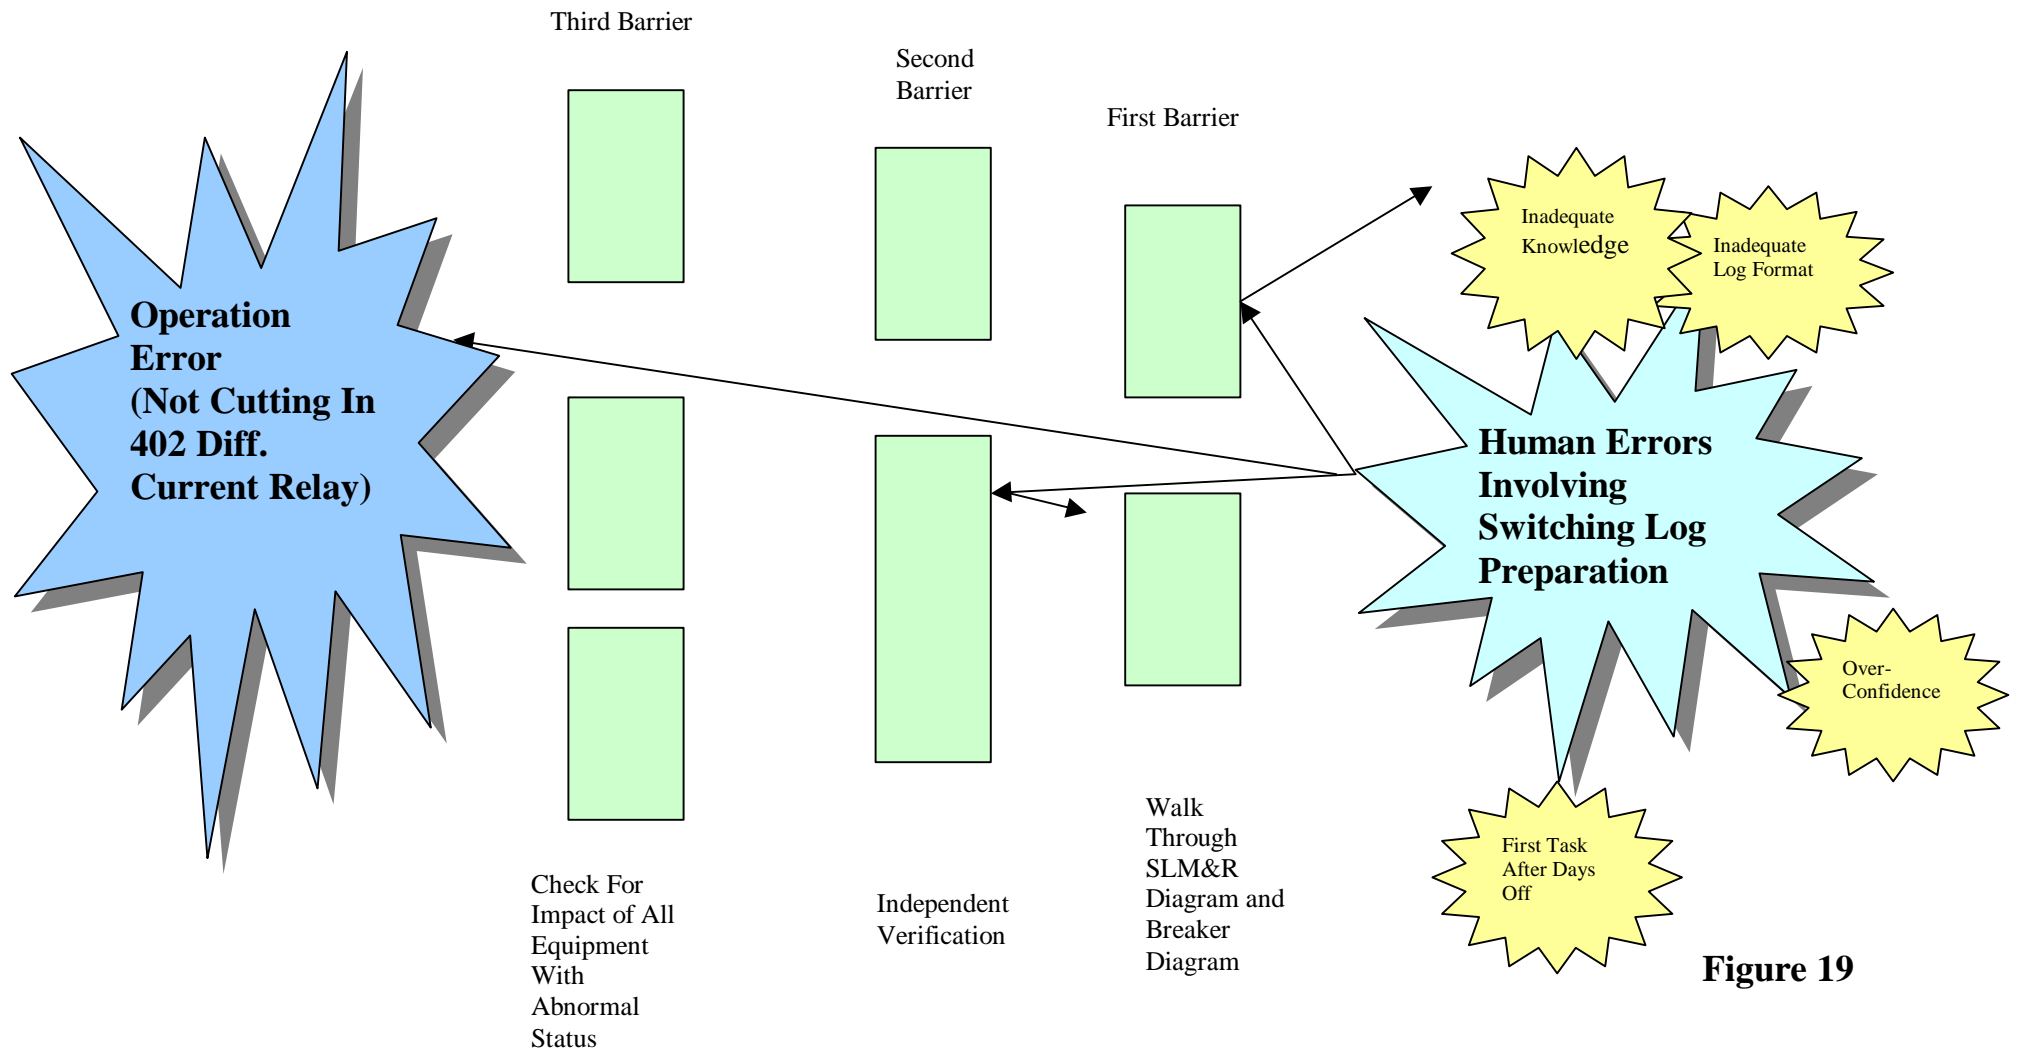 Third Barrier
Second
Barrier
First Barrier
Inadequate
Knowledge
Inadequate
Log Format
Operation
Error
(Not Cutting In
402 Diff.
Current Relay)
Human Errors
Involving
Switching Log
Preparation
Over-
Confidence
First Task
After Days
Off
Walk
Through
SLM&R
Diagram and
Breaker
Diagram
Independent
Verification
Check For
Impact of All
Equipment
With
Abnormal
Status
Figure 19